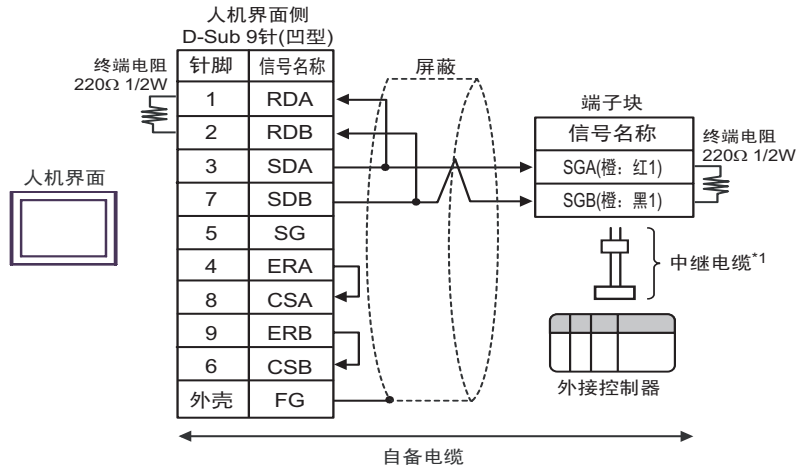 人机界面侧
D-Sub 9针(凹型)
终端电阻
220Ω 1/2W
针脚 信号名称
1 RDA
2 RDB
3 SDA
7 SDB
5 SG
4 ERA
8 CSA
9 ERB
6 CSB
外壳 FG
人机界面
屏蔽
端子块
信号名称
SGA(橙：红1)
SGB(橙：黑1)
终端电阻
220Ω 1/2W
中继电缆*1
外接控制器
自备电缆